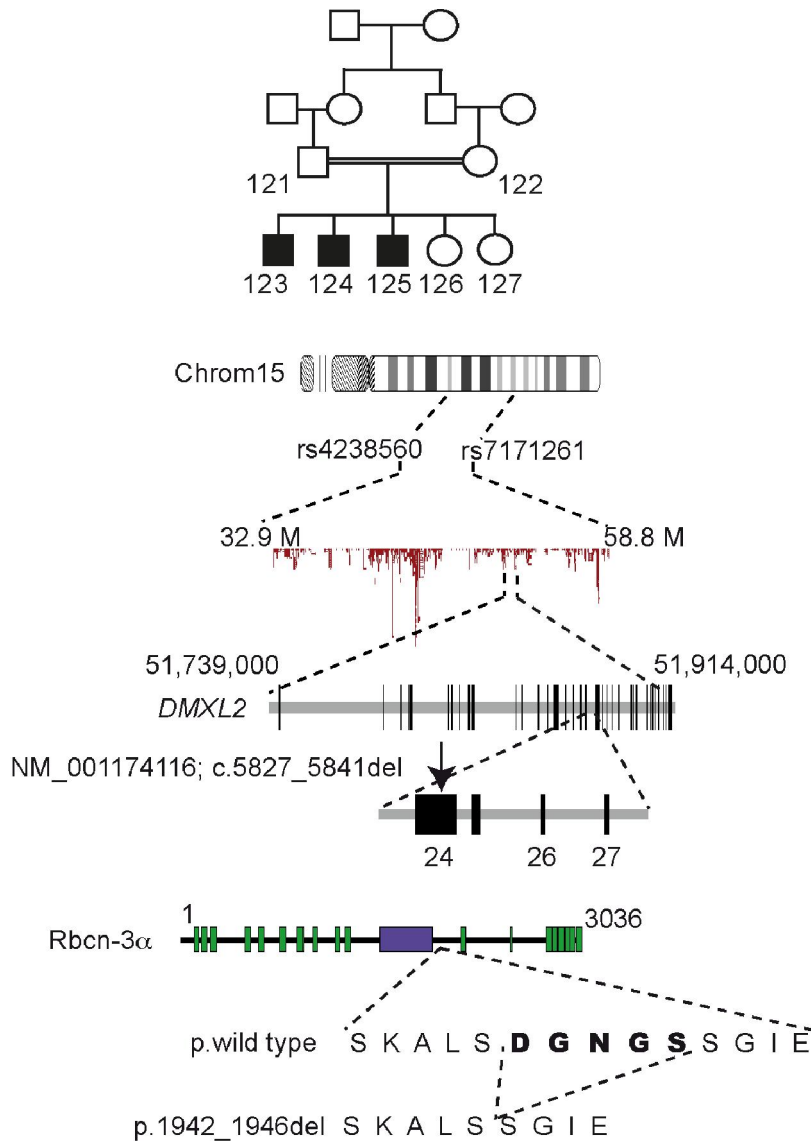 121
122
123 124 125 126 127
Chrom15
rs4238560 rs7171261
32.9 M 58.8 M
51,739,000 51,914,000
DMXL2
NM_001174116; c.5827_5841del
24 26 27
1 3036
Rbcn-3α
p.wild type S K A L S D G N G S S G I E
p.1942_1946del S K A L S S G I E